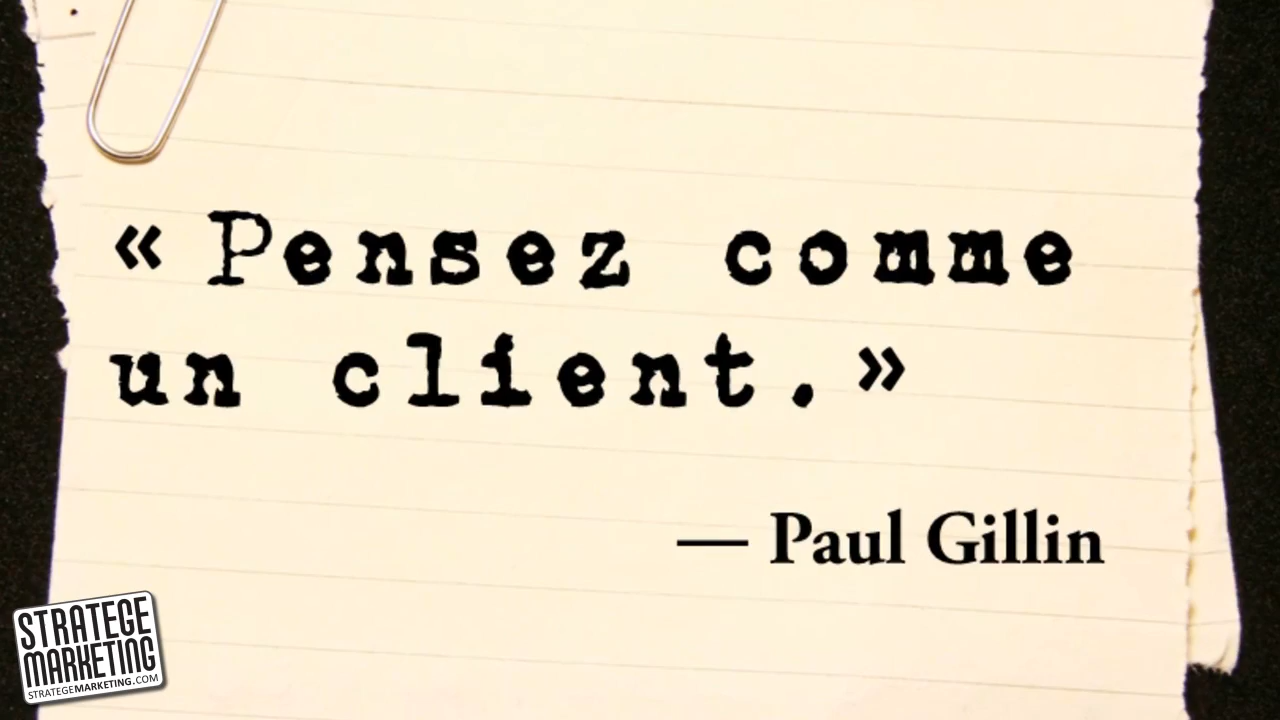 « Pensez comme
un client. »
— Paul Gillin
STRATEGE
MARKETING
STRATEGEMARKETING.COM